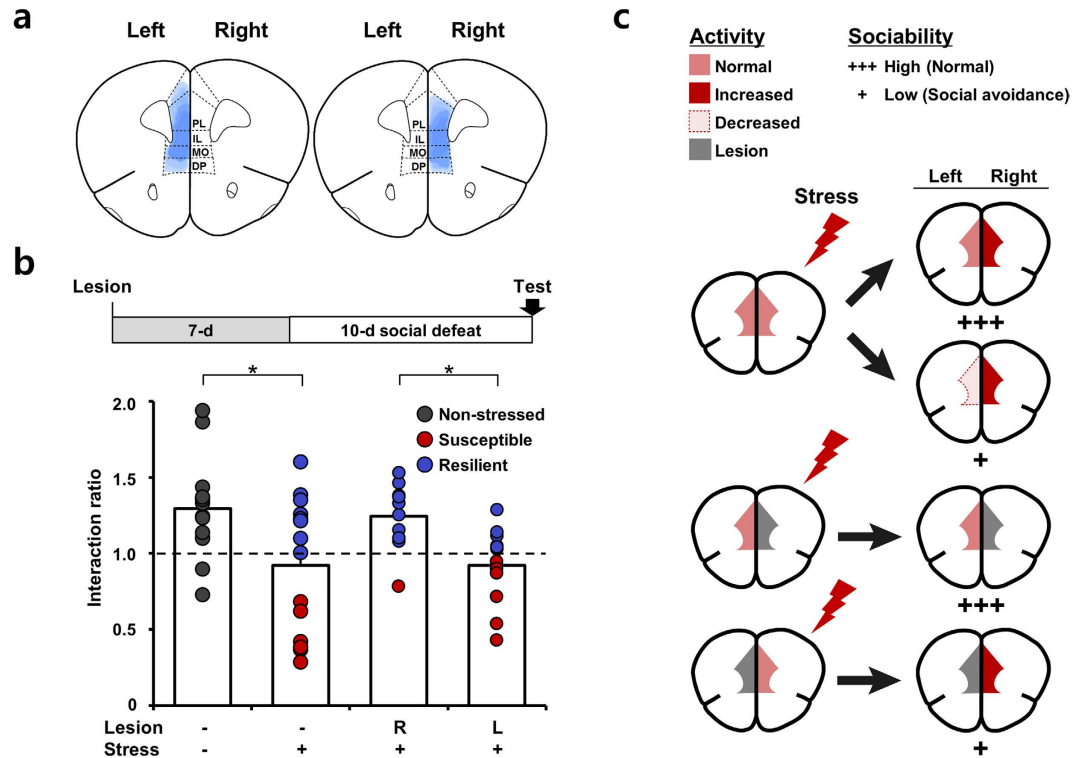 a
Left Right Left Right
PL
IL
MO
DP
PL
IL
MO
DP
b
Lesion Test
7-d 10-d social defeat
* *
Non-stressed
Susceptible
Resilient
Interaction ratio
2.0
1.5
1.0
0.5
0
Lesion - - R L
Stress - + + +
c
Activity
Normal
Increased
Decreased
Lesion
Sociability
+++ High (Normal)
+ Low (Social avoidance)
Left Right
Stress
+++
+
+++
+